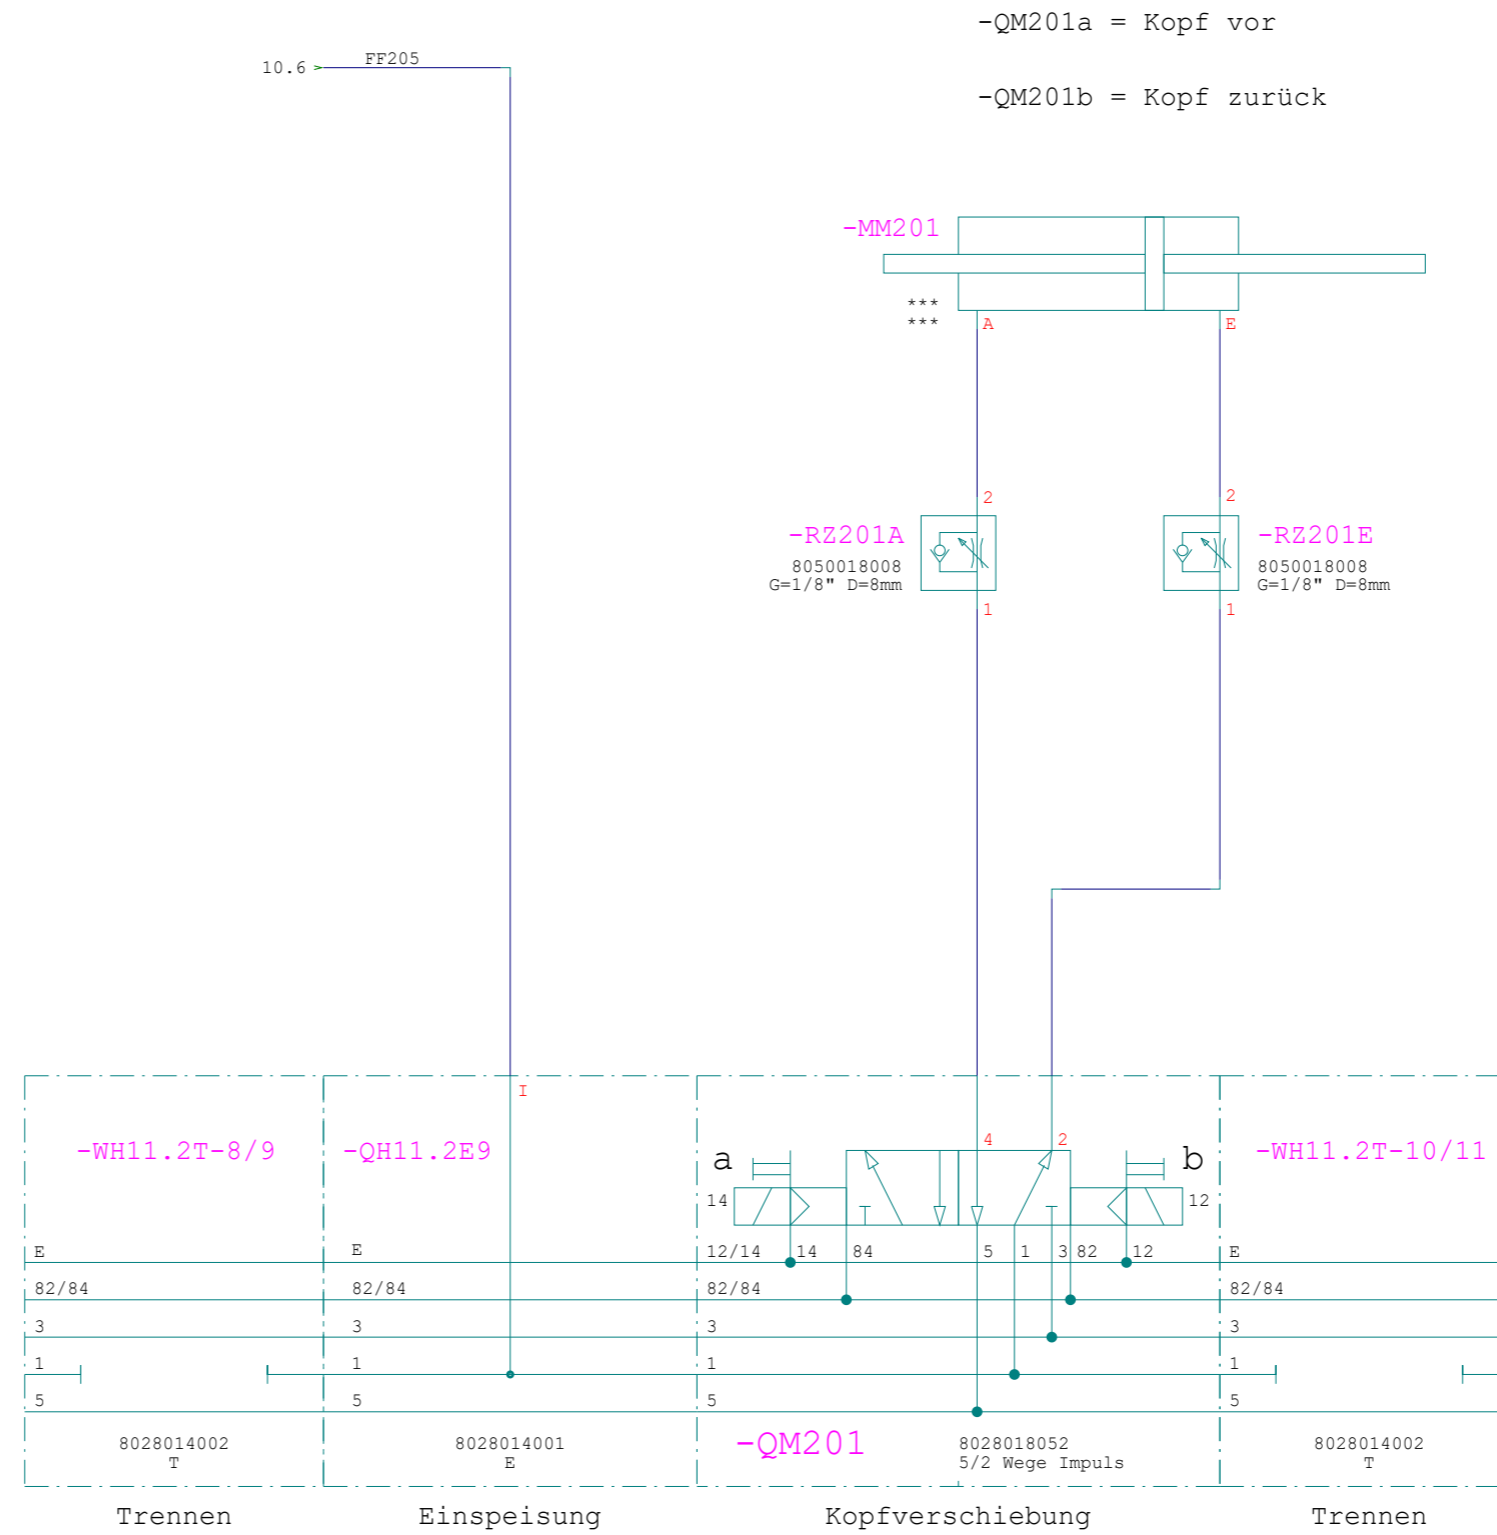 -QM201a = Kopf vor
10.6 FF205
-QM201b = Kopf zurück
-MM201
***
***
A E
2 2
-RZ201A -RZ201E
8050018008 8050018008
G=1/8" D=8mm G=1/8" D=8mm
1 1
I
-WH11.2T-8/9 -QH11.2E9 a 4 2 b -WH11.2T-10/11
14 12
E E 12/14 14 84 5 1 3 82 12 E
82/84 82/84 82/84 82/84
3 3 3 3
1 1 1 1
5 5 5 5
8028014002 8028014001 -QM201 8028018052 8028014002
T E 5/2 Wege Impuls T
Trennen Einspeisung Kopfverschiebung Trennen